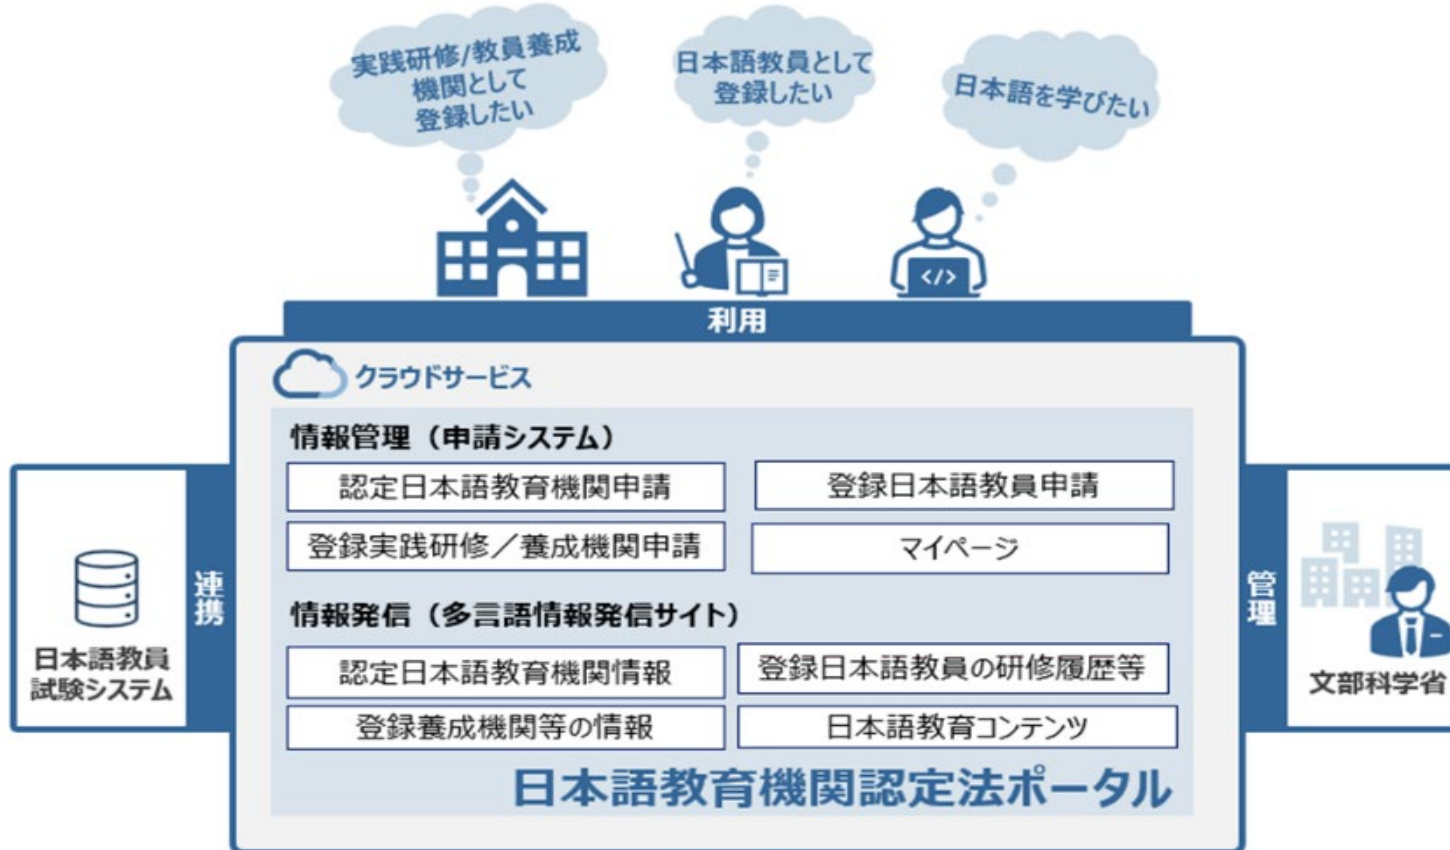 実践研修/教員養成
機関として
登録したい
日本語教員として
登録したい
日本語を学びたい
</>
利用
クラウドサービス
情報管理（申請システム）
認定日本語教育機関申請
登録日本語教員申請
登録実践研修／養成機関申請
マイページ
情報発信（多言語情報発信サイト）
認定日本語教育機関情報
登録日本語教員の研修履歴等
登録養成機関等の情報
日本語教育コンテンツ
日本語教育機関認定法ポータル
連携
日本語教員
試験システム
管理
文部科学省